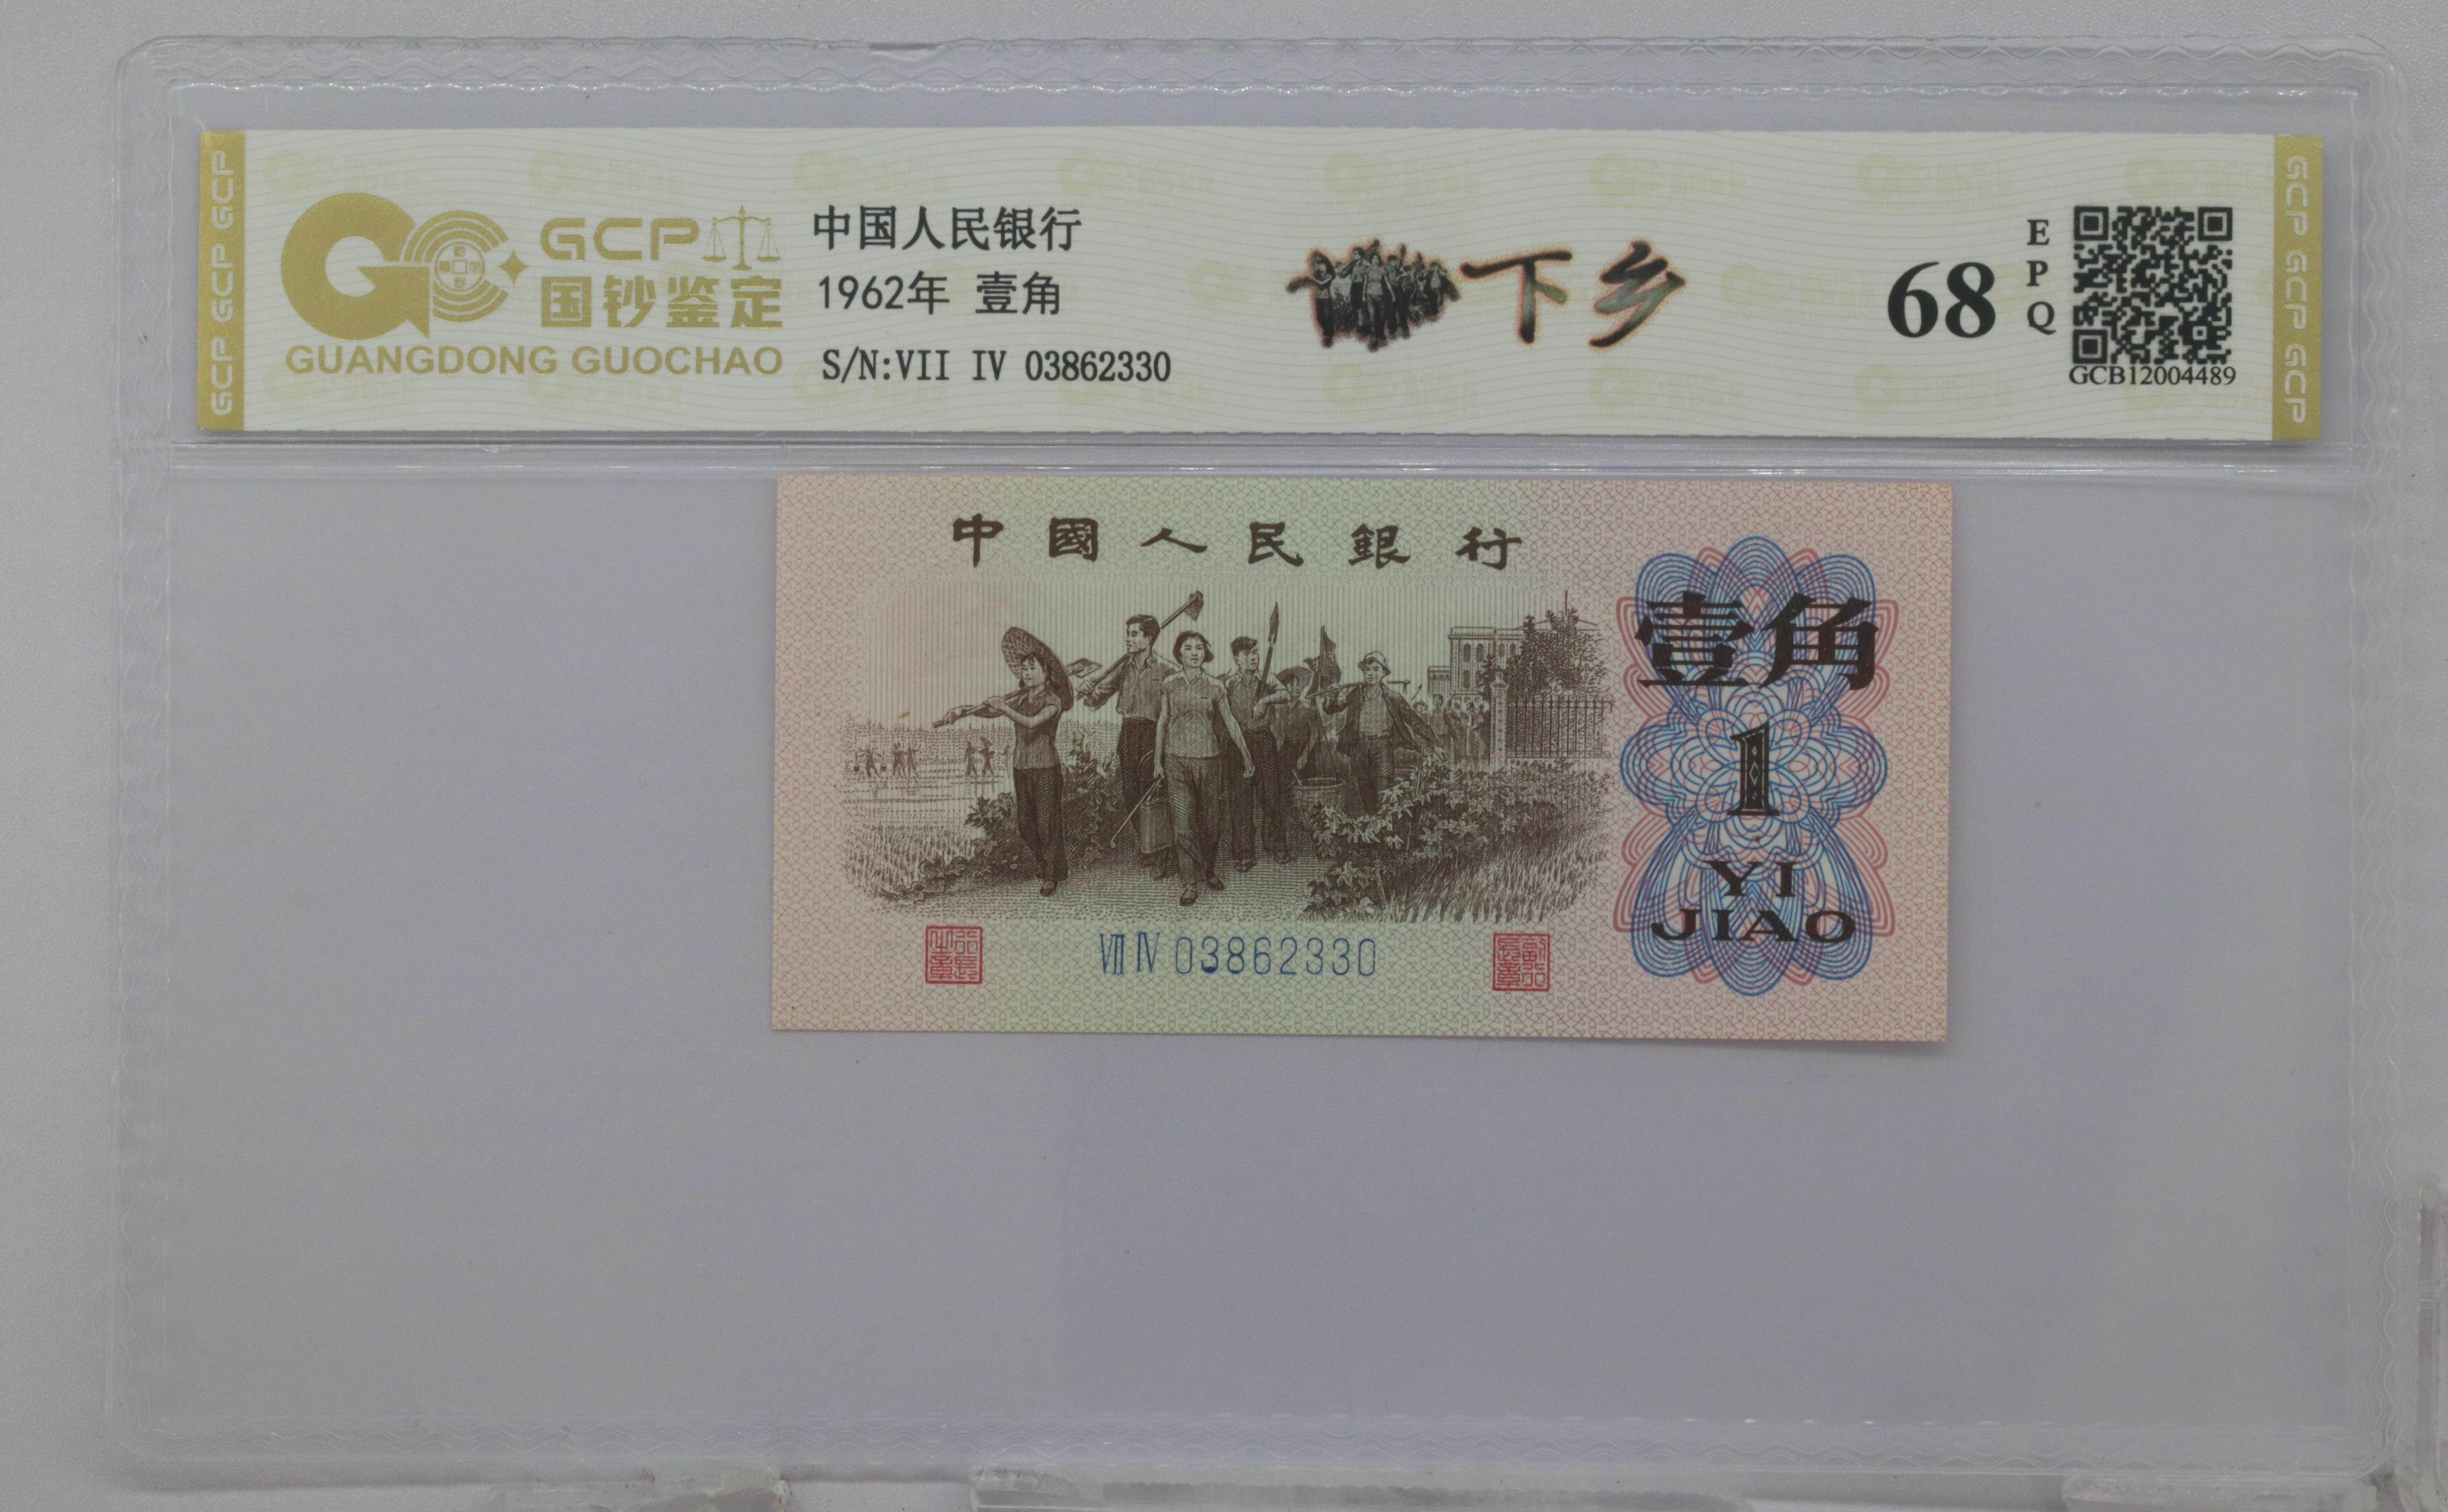 GCP GCP GCP
GCP
国钞鉴定
GUANGDONG GUOCHAO
中国人民银行
1962年 壹角
S/N:VII IV 03862330
下乡
68
EPQ
GCB12004489
GCP GCP GCP
中國人民銀行
壹角
1
YI
JIAO
VII IV 03862330